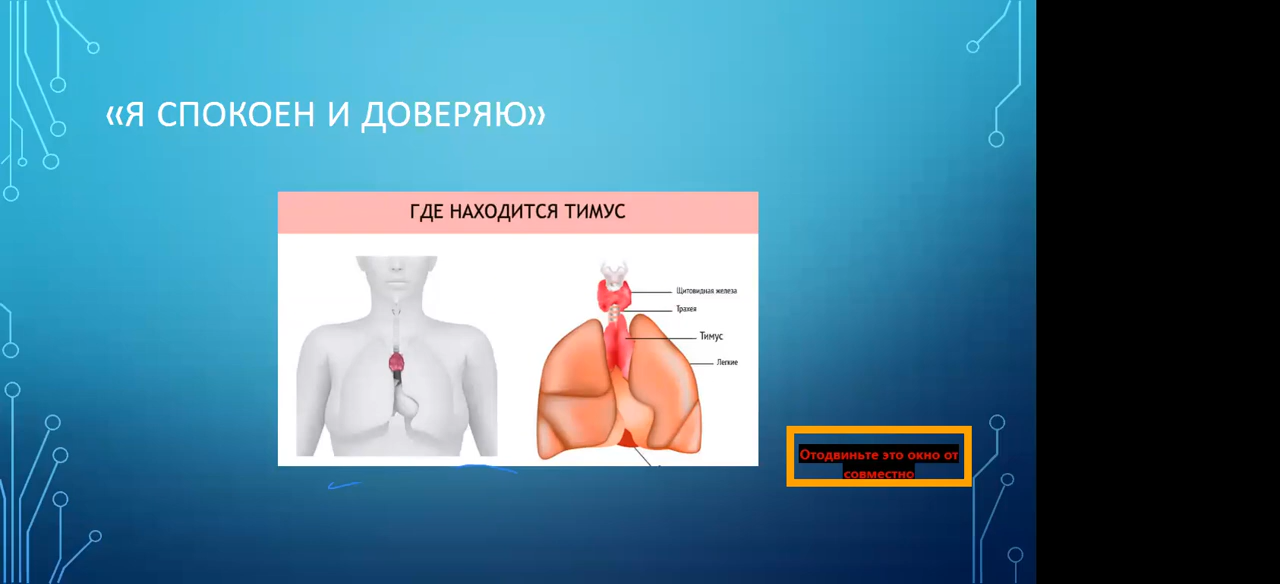 «Я СПОКОЕН И ДОВЕРЯЮ»
ГДЕ НАХОДИТСЯ ТИМУС
Щитовидная железа
Трахея
Тимус
Легкие
Отодвиньте это окно от
совместно